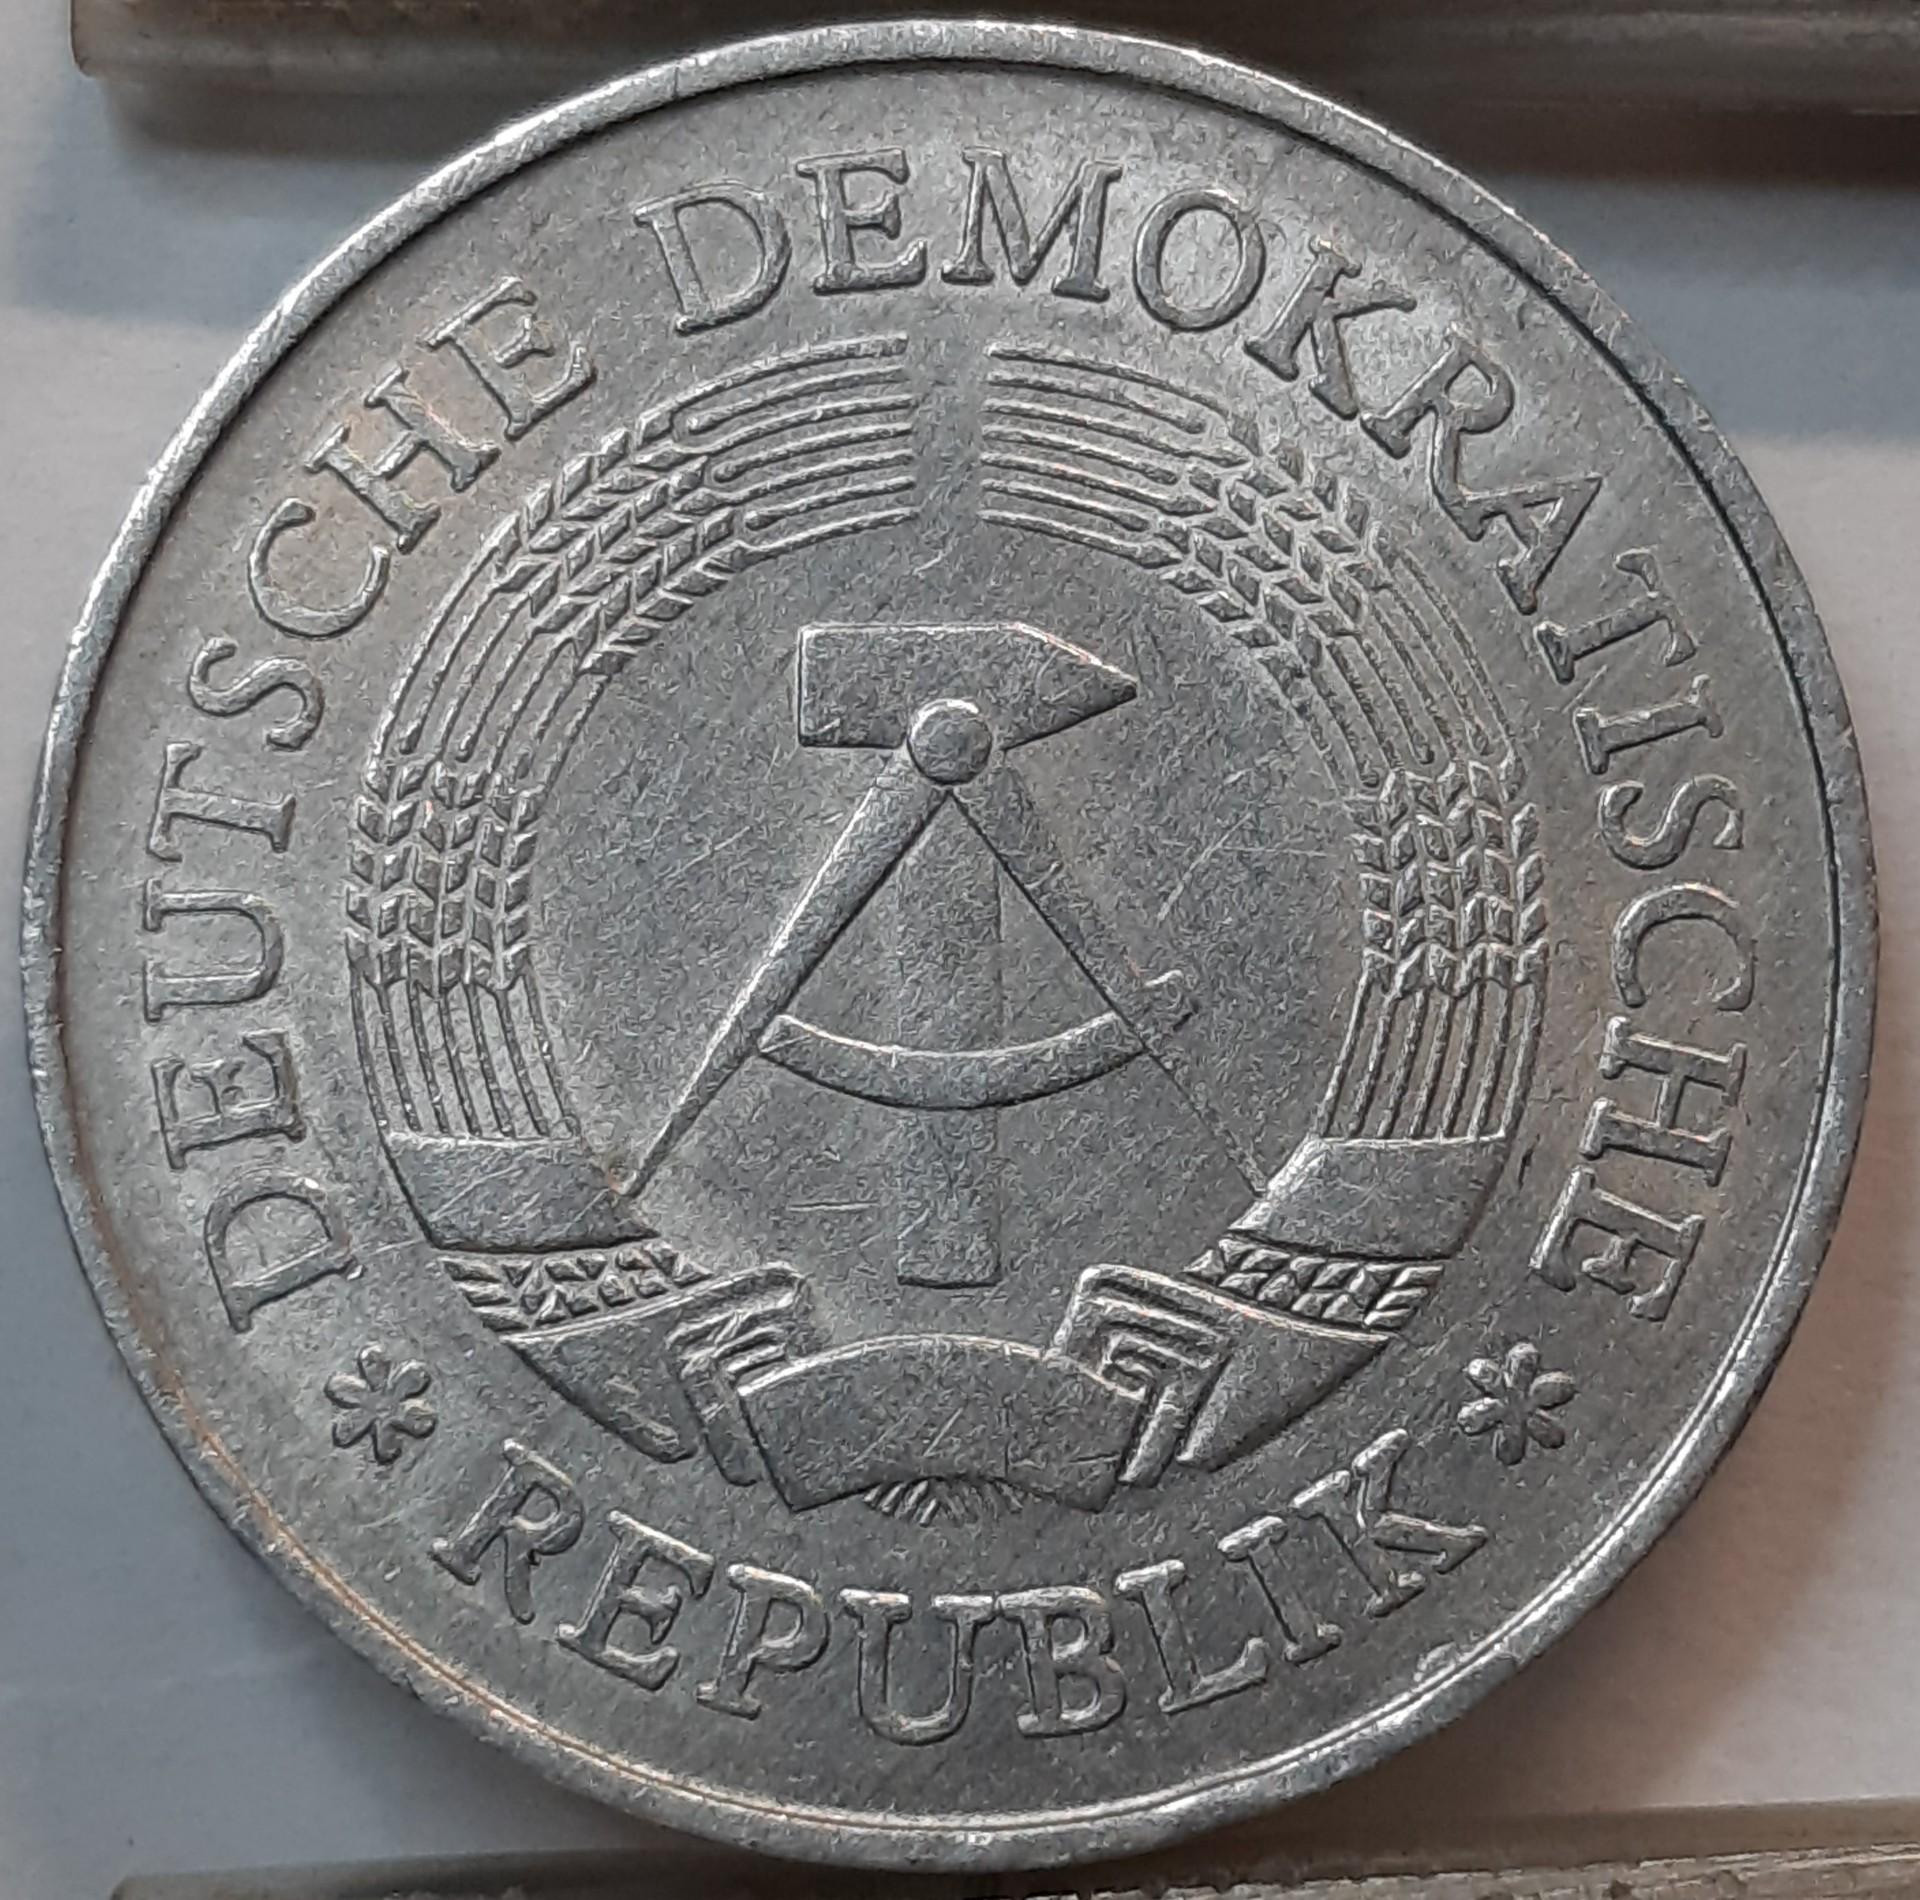 DEUTSCHE DEMOKRATISCHE
* REPUBLIK *